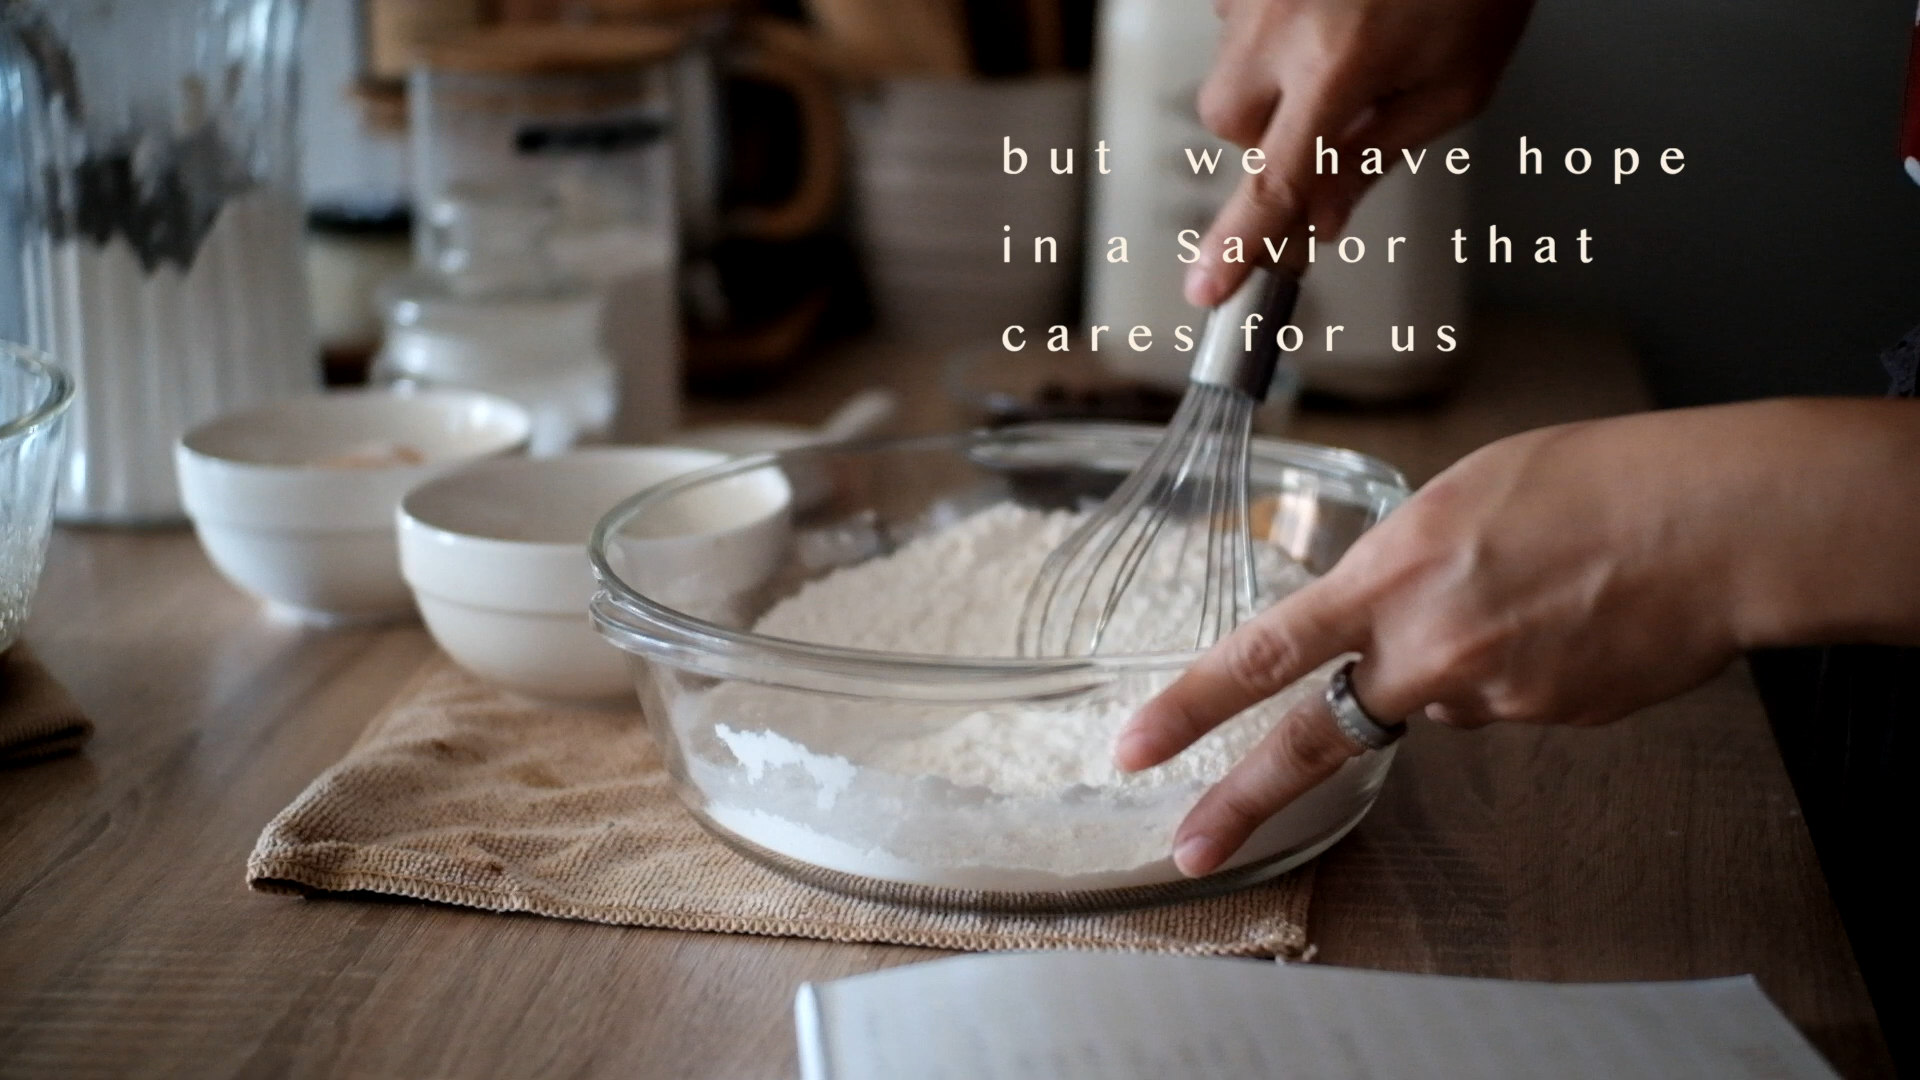 but we have hope
in a Savior that
cares for us